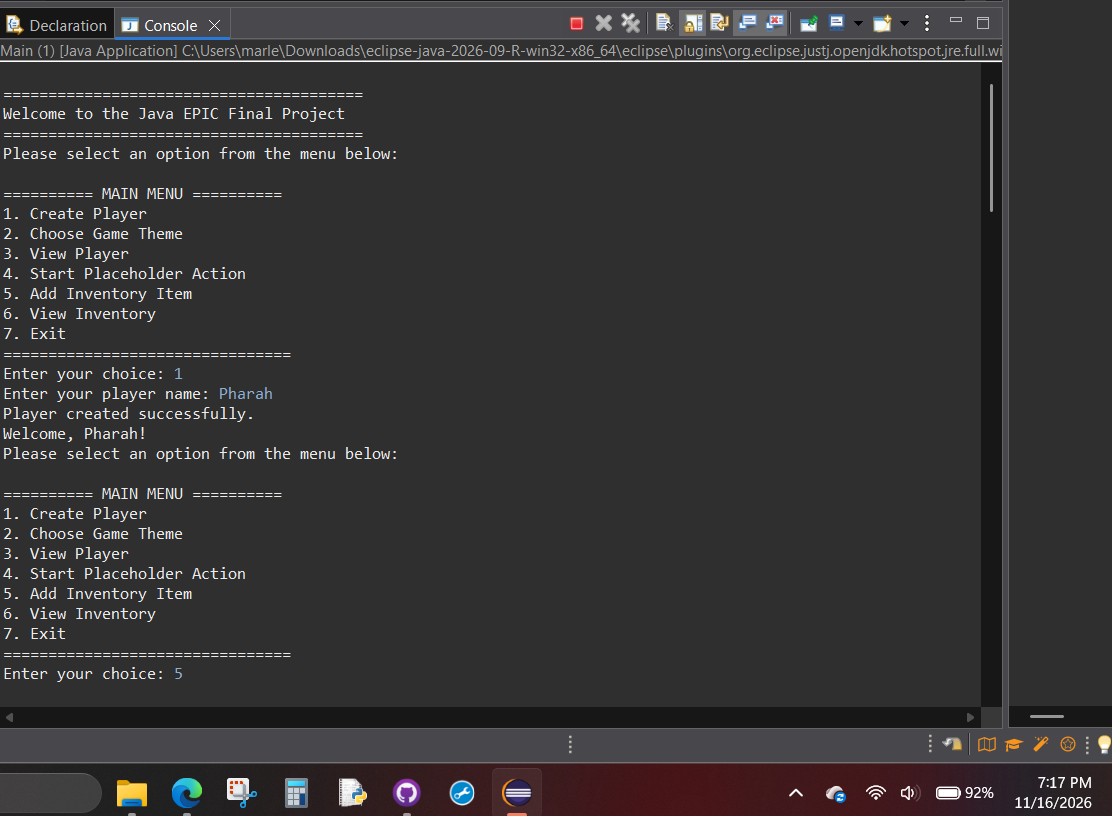 Declaration Console
Main (1) [Java Application] C:\Users\marle\Downloads\eclipse-java-2026-09-R-win32-x86_64\eclipse\plugins\org.eclipse.justj.openjdk.hotspot.jre.full.wi
========================================
Welcome to the Java EPIC Final Project
========================================
Please select an option from the menu below:
========== MAIN MENU ==========
1. Create Player
2. Choose Game Theme
3. View Player
4. Start Placeholder Action
5. Add Inventory Item
6. View Inventory
7. Exit
================================
Enter your choice: 1
Enter your player name: Pharah
Player created successfully.
Welcome, Pharah!
Please select an option from the menu below:
========== MAIN MENU ==========
1. Create Player
2. Choose Game Theme
3. View Player
4. Start Placeholder Action
5. Add Inventory Item
6. View Inventory
7. Exit
================================
Enter your choice: 5
92%
7:17 PM
11/16/2026